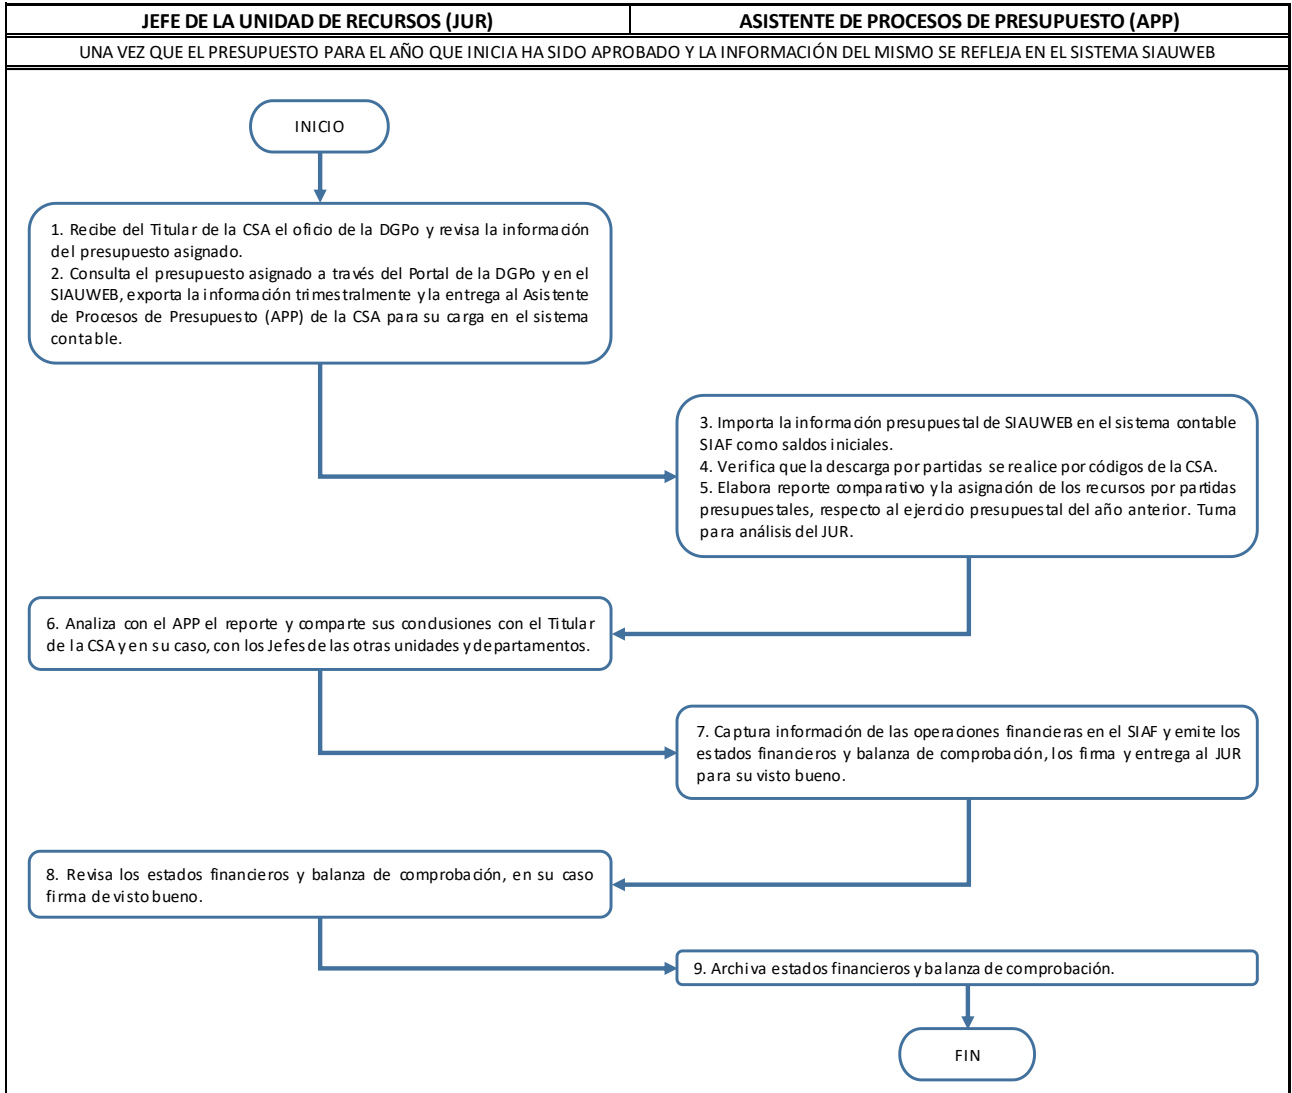 JEFE DE LA UNIDAD DE RECURSOS (JUR)
ASISTENTE DE PROCESOS DE PRESUPUESTO (APP)
UNA VEZ QUE EL PRESUPUESTO PARA EL AÑO QUE INICIA HA SIDO APROBADO Y LA INFORMACIÓN DEL MISMO SE REFLEJA EN EL SISTEMA SIAUWEB
INICIO
1. Recibe del Titular de la CSA el oficio de la DGPo y revisa la información
del presupuesto asignado.
2. Consulta el presupuesto asignado a través del Portal de la DGPo y en el
SIAUWEB, exporta la información trimestralmente y la entrega al Asistente
de Procesos de Presupuesto (APP) de la CSA para su carga en el sistema
contable.
3. Importa la información presupuestal de SIAUWEB en el sistema contable
SIAF como saldos iniciales.
4. Verifica que la descarga por partidas se realice por códigos de la CSA.
5. Elabora reporte comparativo y la asignación de los recursos por partidas
presupuestales, respecto al ejercicio presupuestal del año anterior. Turna
para análisis del JUR.
6. Analiza con el APP el reporte y comparte sus conclusiones con el Titular
de la CSA y en su caso, con los Jefes de las otras unidades y departamentos.
7. Captura información de las operaciones financieras en el SIAF y emite los
estados financieros y balanza de comprobación, los firma y entrega al JUR
para su visto bueno.
8. Revisa los estados financieros y balanza de comprobación, en su caso
firma de visto bueno.
9. Archiva estados financieros y balanza de comprobación.
FIN